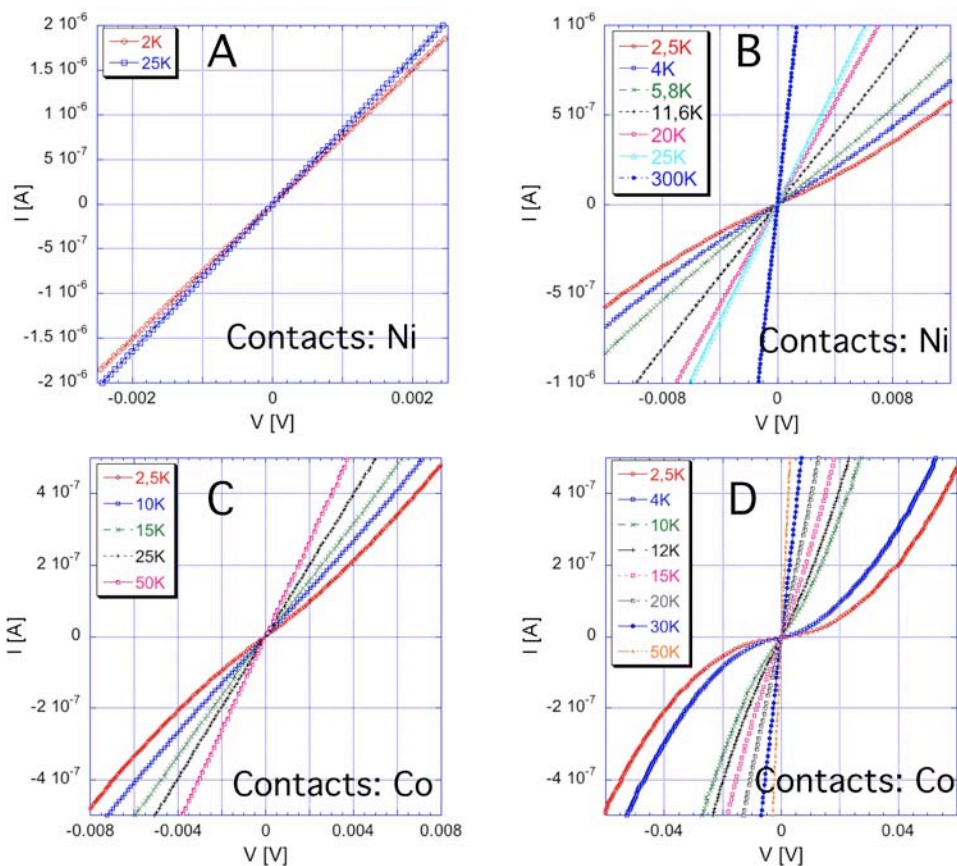 2 10^-6
1.5 10^-6
1 10^-6
5 10^-7
0
-5 10^-7
-1 10^-6
-1.5 10^-6
-2 10^-6
I [A]
2K
25K
A
Contacts: Ni
-0.002
0
0.002
V [V]
1 10^-6
5 10^-7
0
-5 10^-7
-1 10^-6
I [A]
2,5K
4K
5,8K
11,6K
20K
25K
300K
B
Contacts: Ni
-0.008
0
0.008
V [V]
4 10^-7
2 10^-7
0
-2 10^-7
-4 10^-7
I [A]
2,5K
10K
15K
25K
50K
C
Contacts: Co
-0.008
-0.004
0
0.004
0.008
V [V]
4 10^-7
2 10^-7
0
-2 10^-7
-4 10^-7
I [A]
2,5K
4K
10K
12K
15K
20K
30K
50K
D
Contacts: Co
-0.04
0
0.04
V [V]